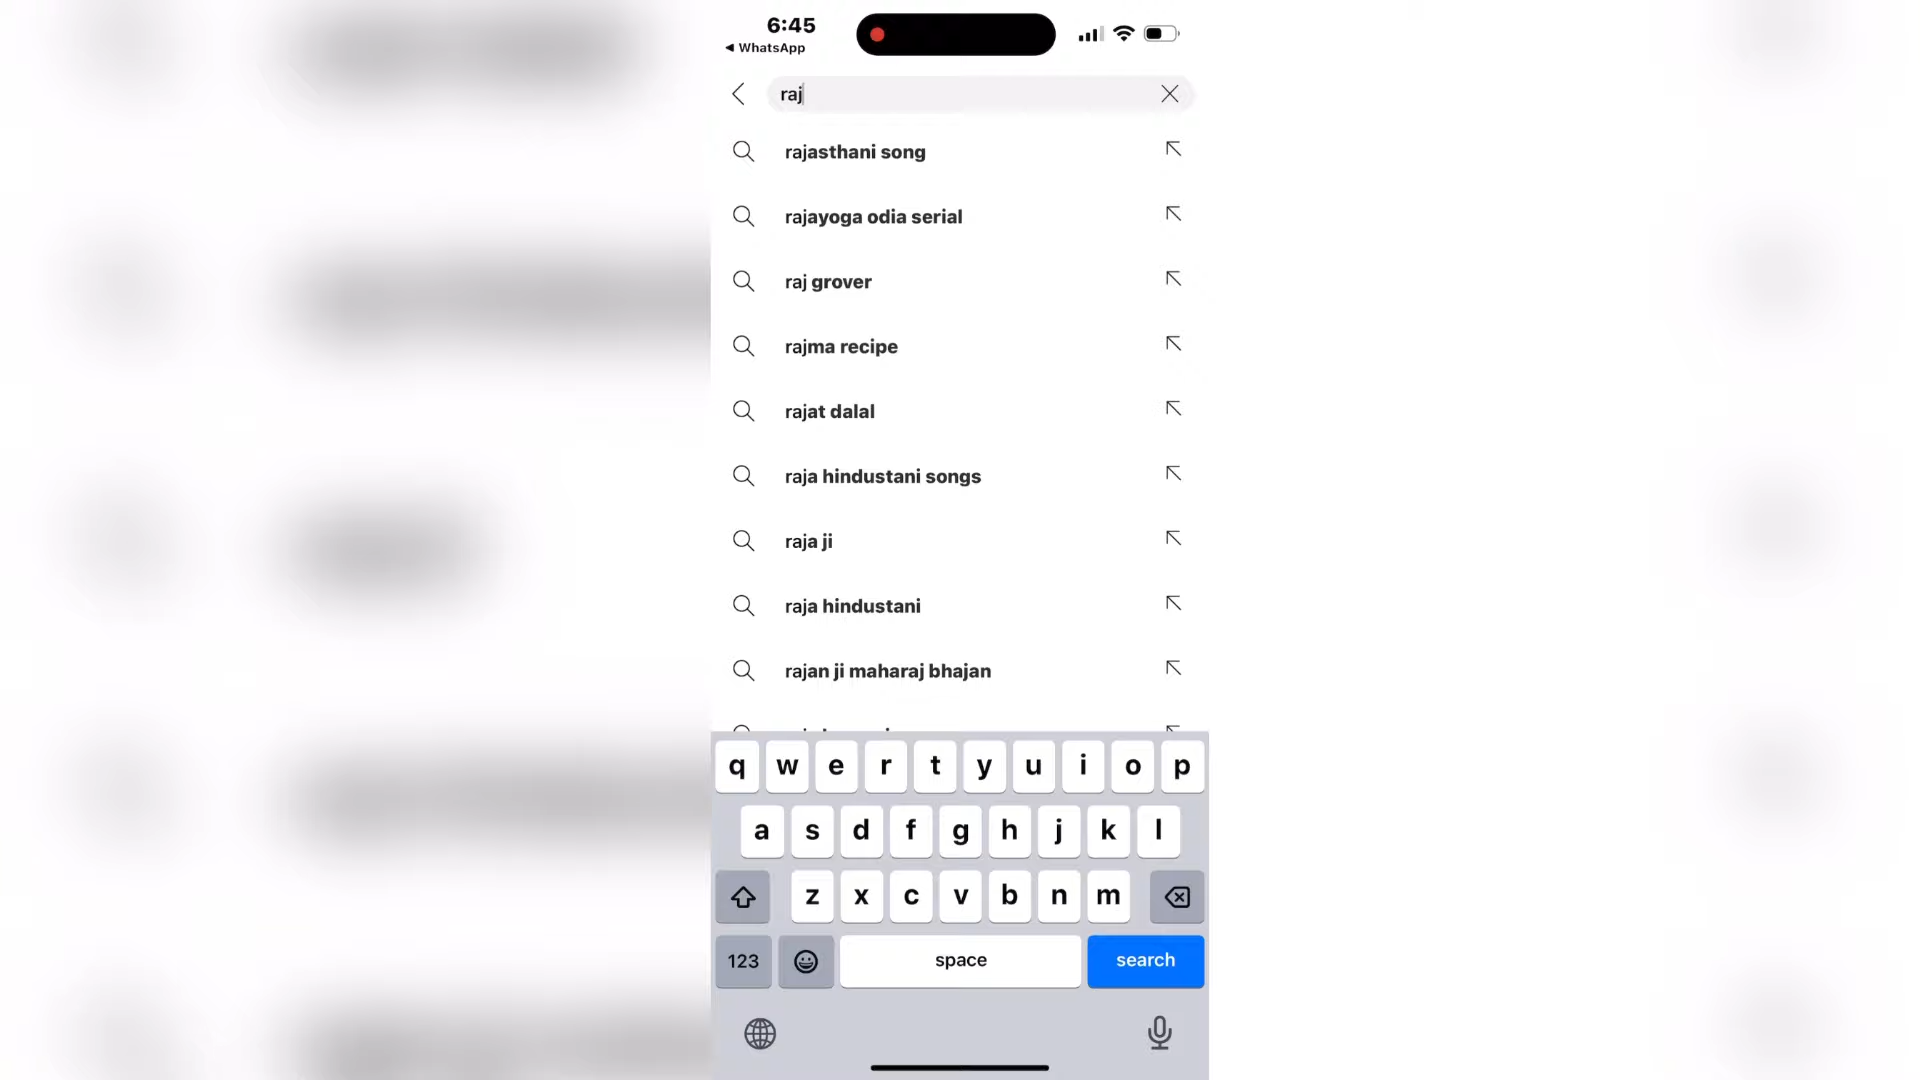 6:45
WhatsApp
raj
rajasthani song
rajayoga odia serial
raj grover
rajma recipe
rajat dalal
raja hindustani songs
raja ji
raja hindustani
rajan ji maharaj bhajan
q w e r t y u i o p
a s d f g h j k l
z x c v b n m
123 space search